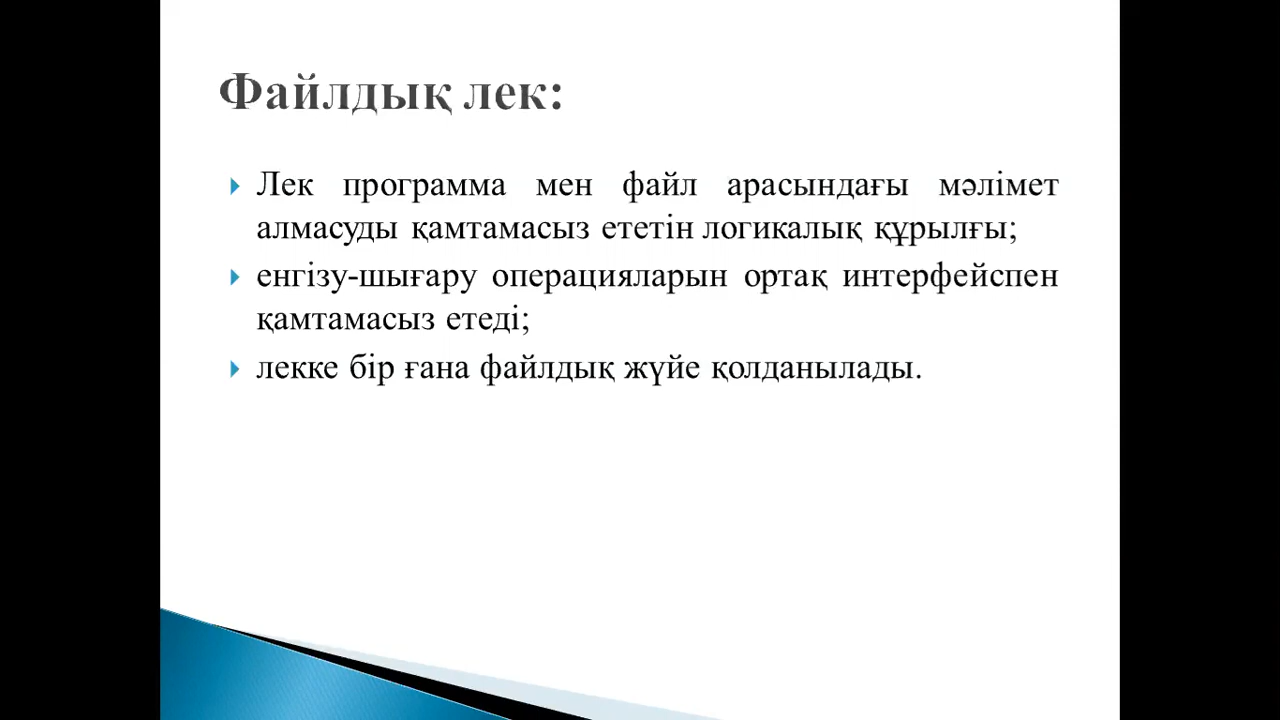 Файлдық лек:
Лек программа мен файл арасындағы мәлімет
алмасуды қамтамасыз ететін логикалық құрылғы;
енгізу-шығару операцияларын ортақ интерфейспен
қамтамасыз етеді;
лекке бір ғана файлдық жүйе қолданылады.